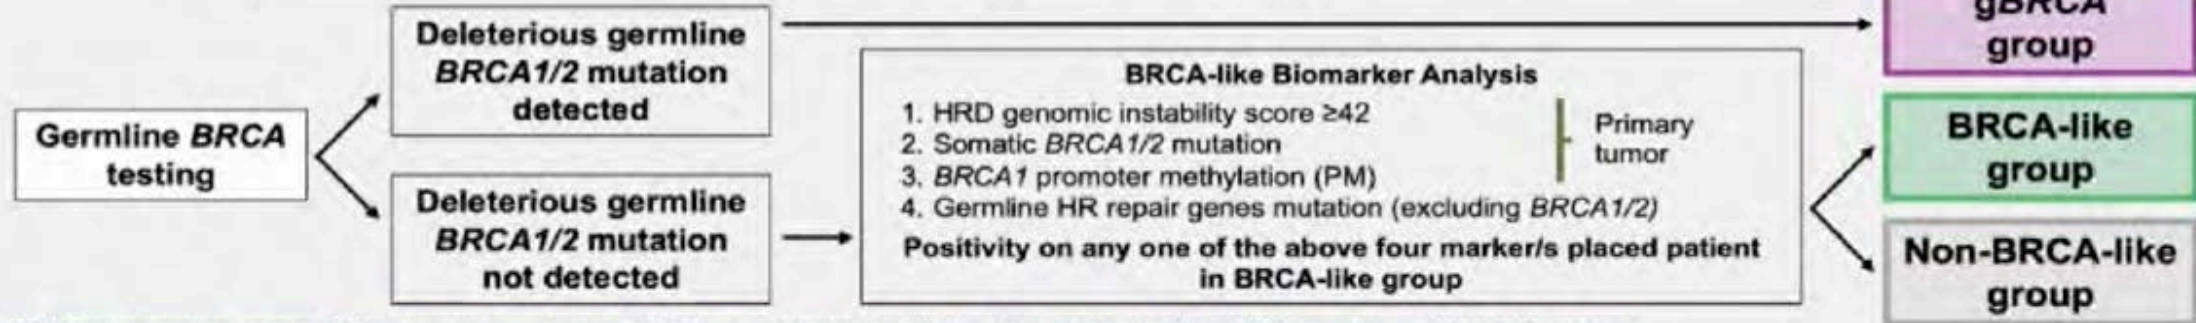 Germline BRCA
testing
Deleterious germline
BRCA1/2 mutation
detected
Deleterious germline
BRCA1/2 mutation
not detected
BRCA-like Biomarker Analysis
1. HRD genomic instability score ≥42
2. Somatic BRCA1/2 mutation
3. BRCA1 promoter methylation (PM)
4. Germline HR repair genes mutation (excluding BRCA1/2)
Primary
tumor
Positivity on any one of the above four marker/s placed patient
in BRCA-like group
gBRCA
group
BRCA-like
group
Non-BRCA-like
group